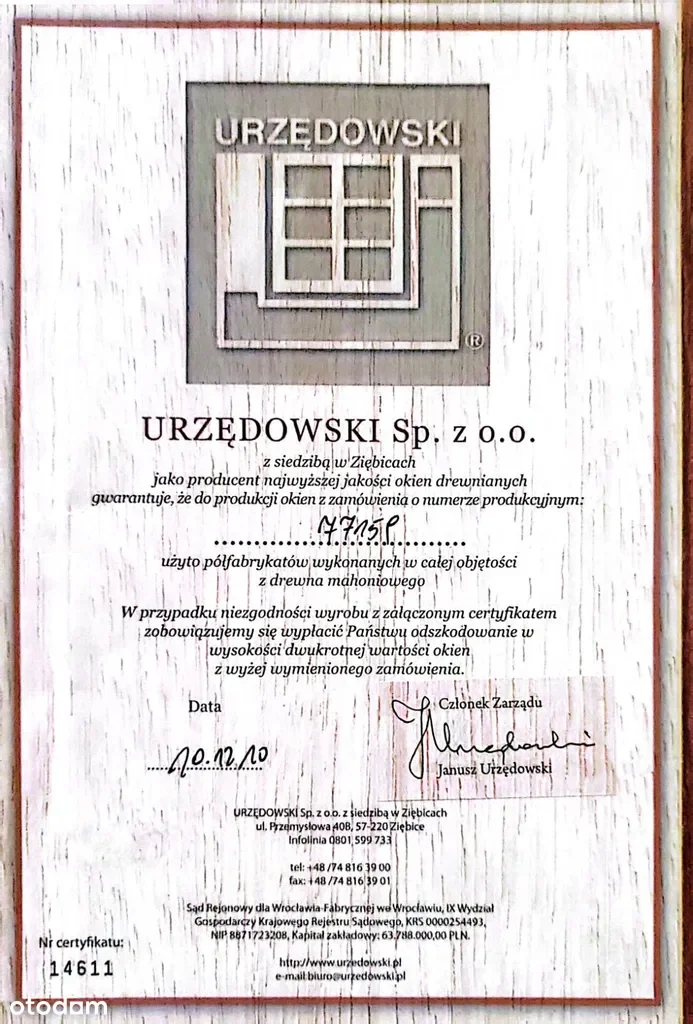 URZĘDOWSKI
®
URZĘDOWSKI Sp. z o.o.
z siedzibą w Ziębicach
jako producent najwyższej jakości okien drewnianych
gwarantuje, że do produkcji okien z zamówienia o numerze produkcyjnym:
7715P
użyto półfabrykatów wykonanych w całej objętości
z drewna mahoniowego
W przypadku niezgodności wyrobu z załączonym certyfikatem
zobowiązujemy się wypłacić Państwu odszkodowanie w
wysokości dwukrotnej wartości okien
z wyżej wymienionego zamówienia.
Data
10.12.10
Członek Zarządu
JUrzędowski
Janusz Urzędowski
URZĘDOWSKI Sp. z o.o. z siedzibą w Ziębicach
ul. Przemysłowa 40B, 57-220 Ziębice
Infolinia 0801 599 733
tel: +48 /74 816 39 00
fax: +48 /74 816 39 01
Sąd Rejonowy dla Wrocławia-Fabrycznej we Wrocławiu, IX Wydział
Gospodarczy Krajowego Rejestru Sądowego, KRS 0000254493,
NIP 8871723208, Kapitał zakładowy: 63.788.000,00 PLN.
http://www.urzedowski.pl
e-mail:biuro@urzedowski.pl
Nr certyfikatu:
14611
otodom